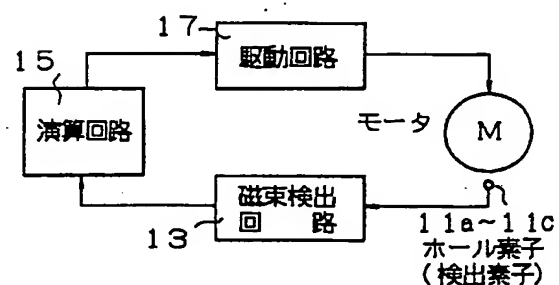 17
駆動回路
15
演算回路
モータ
M
磁束検出
回 路
13
11a~11c
ホール素子
(検出素子)